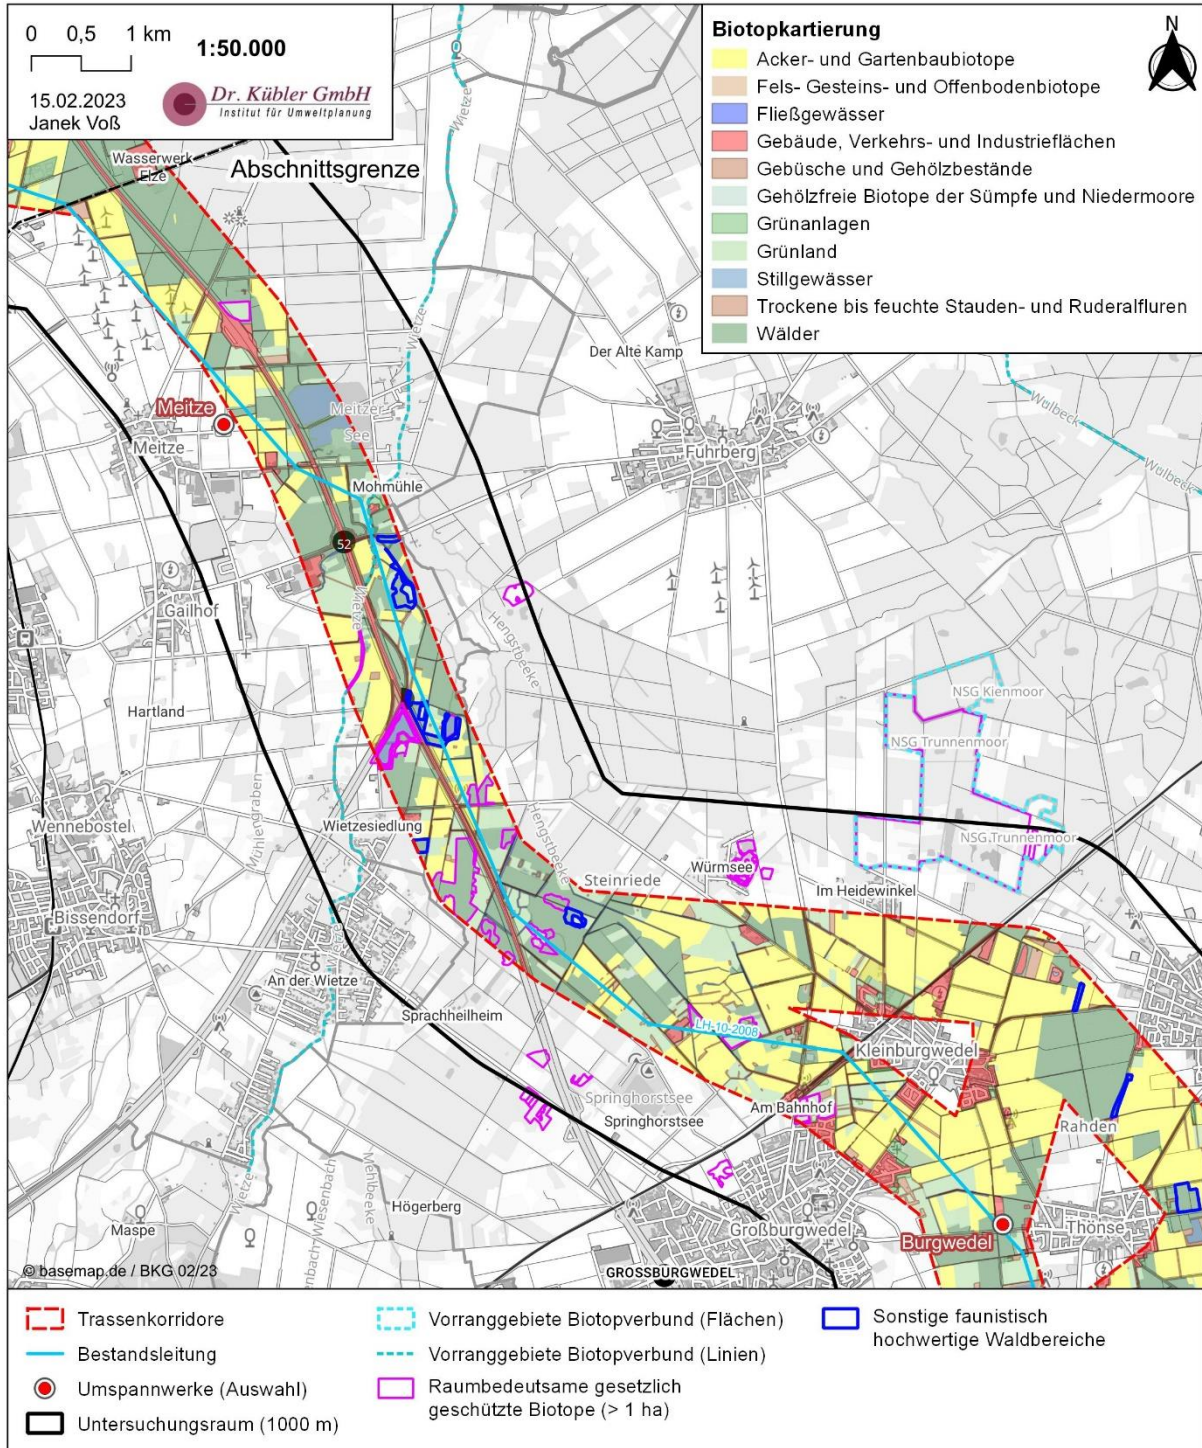 0 0,5 1 km
1:50.000
15.02.2023
Janek Voß
Dr. Kübler GmbH
Institut für Umweltplanung
Biotopkartierung
Acker- und Gartenbaubiotope
Fels- Gesteins- und Offenbodenbiotope
Fließgewässer
Gebäude, Verkehrs- und Industrieflächen
Gebüsche und Gehölzbestände
Gehölzfreie Biotope der Sümpfe und Niedermoore
Grünanlagen
Grünland
Stillgewässer
Trockene bis feuchte Stauden- und Ruderalfluren
Wälder
N
Wietze
Wasserwerk
Elze
Abschnittsgrenze
Wietze
Der Alte Kamp
Walbeck
Walbeck
Meitze
Meitzer
See
Meitze
Fuhrberg
Mohmühle
52
Wietze
Gailhof
Hengstbeeke
NSG Kienmoor
Hartland
NSG Trunnenmoor
Mühlengraben
Wennebostel
Wietzesiedlung
Hengstbeeke
NSG Trunnenmoor
Würmsee
Steinriede
Im Heidewinkel
Bissendorf
An der Wietze
Sprachheilheim
LH-10-2008
Kleinburgwedel
Springhorstsee
Am Bahnhof
Springhorstsee
Rahden
Wietze
Mehlbeeke
Högerberg
Maspe
Großburgwedel
Thönse
Burgwedel
GROSSBURGWEDEL
© basemap.de / BKG 02/23
Trassenkorridore
Bestandsleitung
Umspannwerke (Auswahl)
Untersuchungsraum (1000 m)
Vorranggebiete Biotopverbund (Flächen)
Vorranggebiete Biotopverbund (Linien)
Raumbedeutsame gesetzlich
geschützte Biotope (> 1 ha)
Sonstige faunistisch
hochwertige Waldbereiche